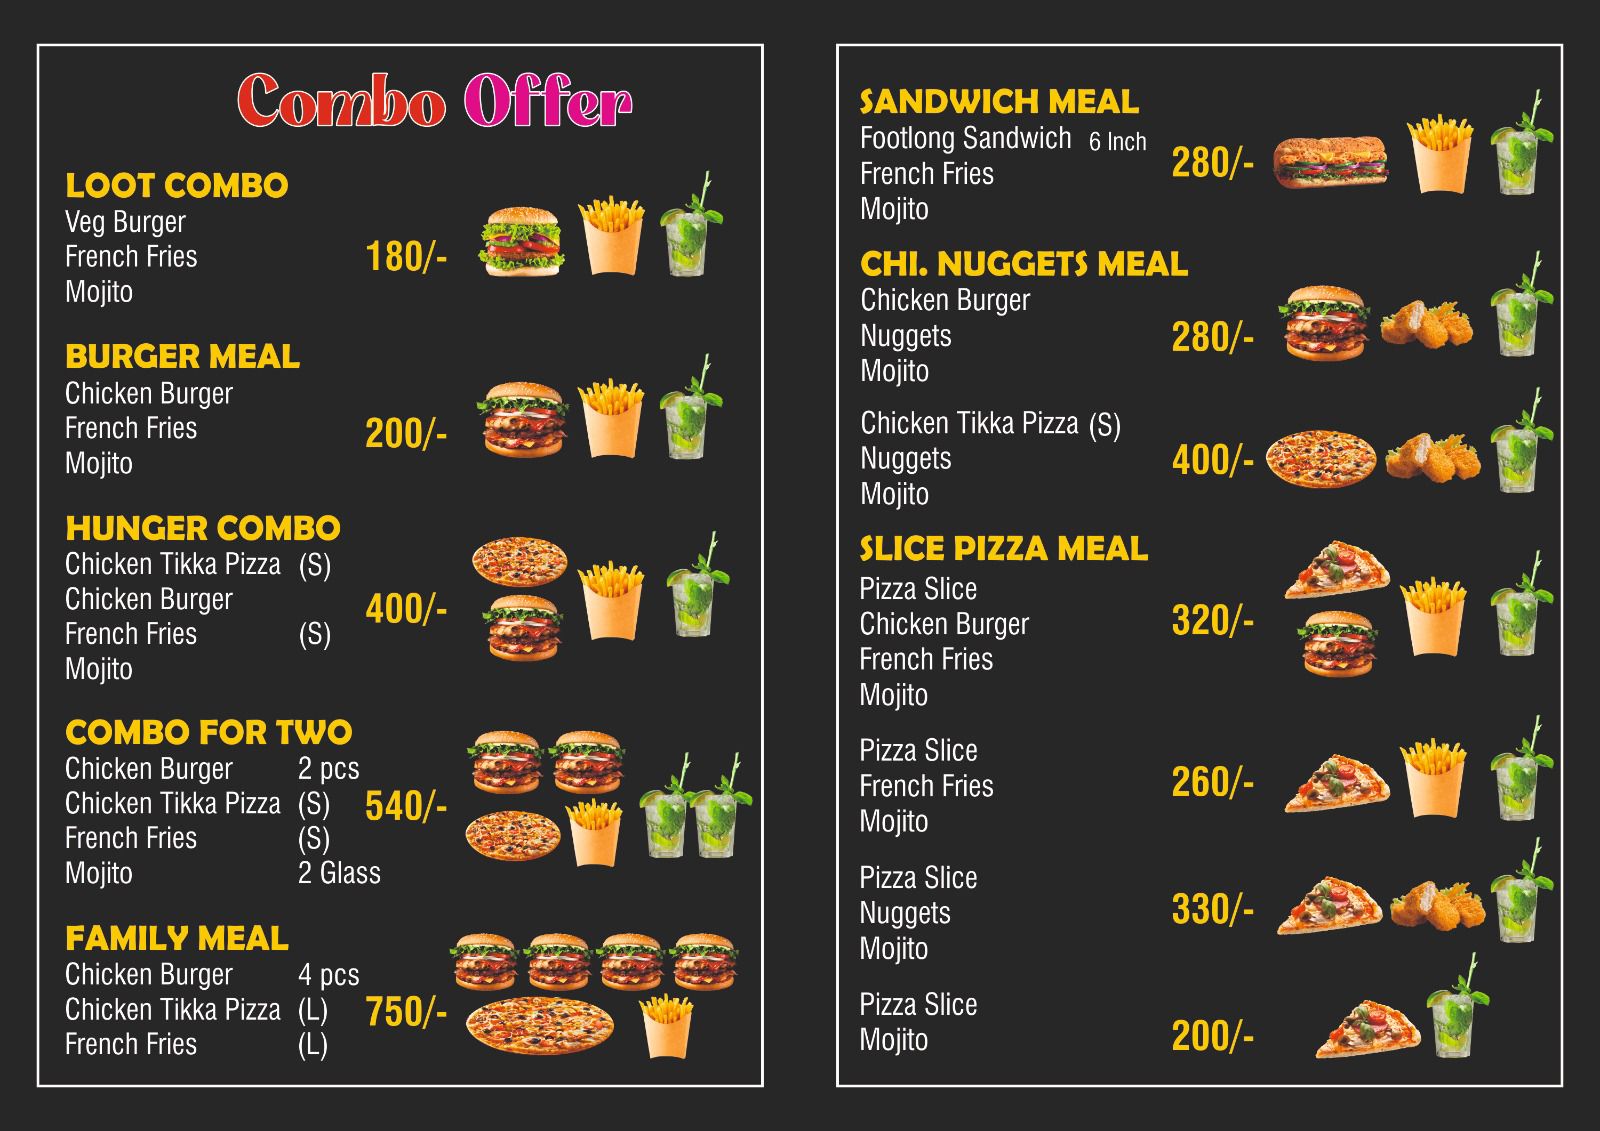 Combo Offer
LOOT COMBO
Veg Burger
French Fries 180/-
Mojito
BURGER MEAL
Chicken Burger
French Fries 200/-
Mojito
HUNGER COMBO
Chicken Tikka Pizza (S)
Chicken Burger 400/-
French Fries (S)
Mojito
COMBO FOR TWO
Chicken Burger 2 pcs
Chicken Tikka Pizza (S) 540/-
French Fries (S)
Mojito 2 Glass
FAMILY MEAL
Chicken Burger 4 pcs
Chicken Tikka Pizza (L) 750/-
French Fries (L)
SANDWICH MEAL
Footlong Sandwich 6 Inch
French Fries 280/-
Mojito
CHI. NUGGETS MEAL
Chicken Burger
Nuggets 280/-
Mojito
Chicken Tikka Pizza (S)
Nuggets 400/-
Mojito
SLICE PIZZA MEAL
Pizza Slice
Chicken Burger 320/-
French Fries
Mojito
Pizza Slice
French Fries 260/-
Mojito
Pizza Slice
Nuggets 330/-
Mojito
Pizza Slice
Mojito 200/-